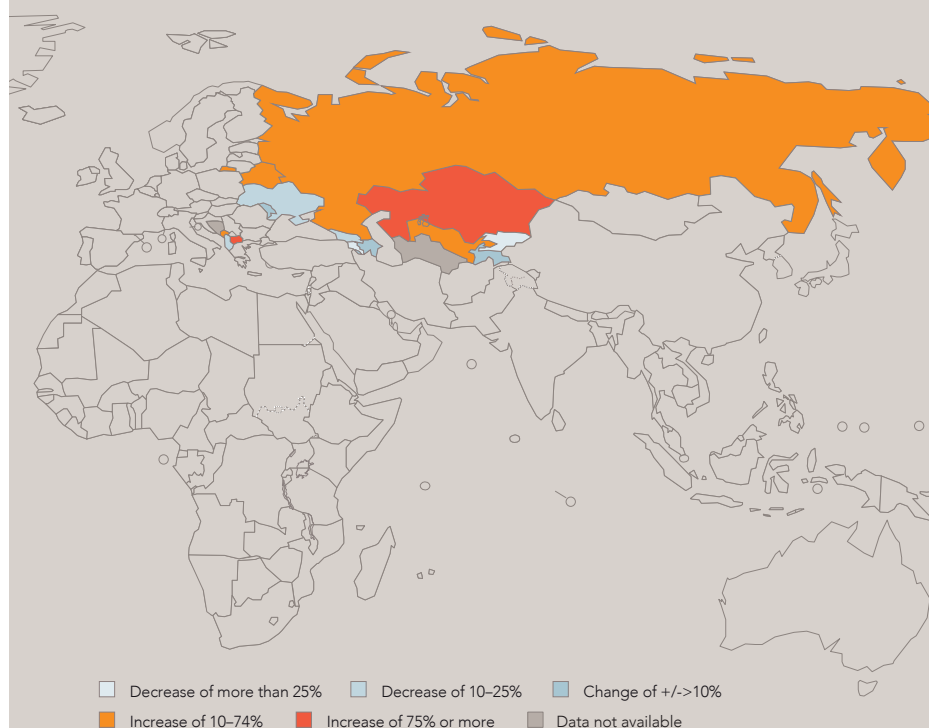 Decrease of more than 25% Decrease of 10–25% Change of +/->10%
Increase of 10–74% Increase of 75% or more Data not available